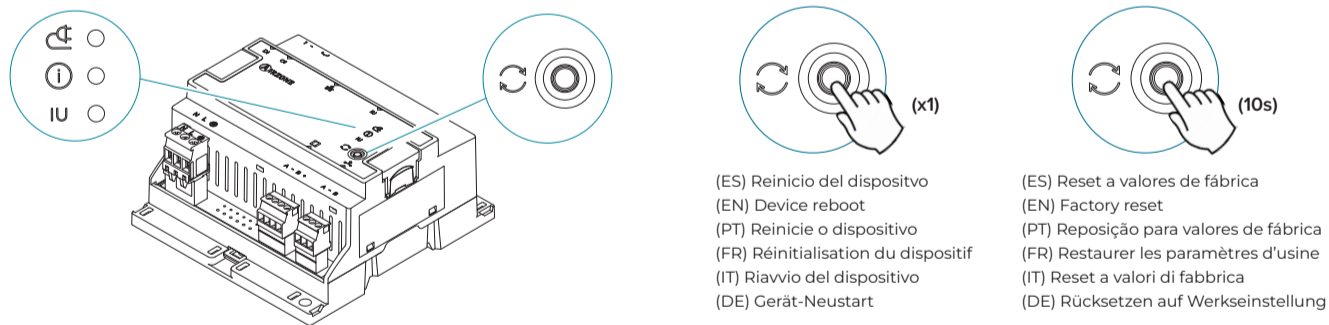 IU
AIRZONE
N L
A - B +
A - B
(x1)
(ES) Reinicio del dispositvo
(EN) Device reboot
(PT) Reinicie o dispositivo
(FR) Réinitialisation du dispositif
(IT) Riavvio del dispositivo
(DE) Gerät-Neustart
(10s)
(ES) Reset a valores de fábrica
(EN) Factory reset
(PT) Reposição para valores de fábrica
(FR) Restaurer les paramètres d'usine
(IT) Reset a valori di fabbrica
(DE) Rücksetzen auf Werkseinstellung